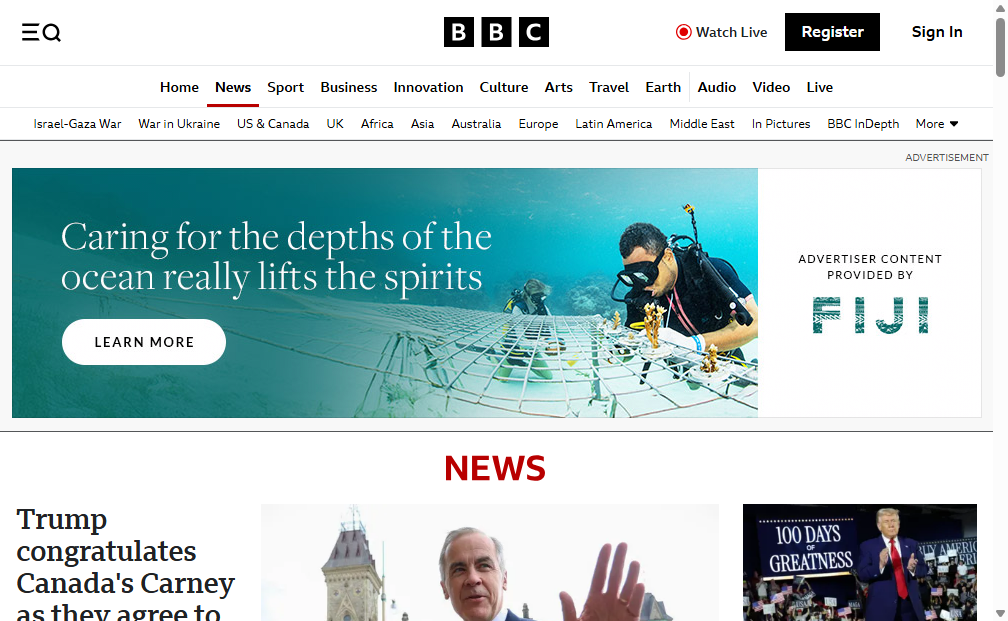 BBC
Watch Live
Register
Sign In
Home News Sport Business Innovation Culture Arts Travel Earth Audio Video Live
Israel-Gaza War War in Ukraine US & Canada UK Africa Asia Australia Europe Latin America Middle East In Pictures BBC InDepth More
ADVERTISEMENT
Caring for the depths of the
ocean really lifts the spirits
LEARN MORE
ADVERTISER CONTENT
PROVIDED BY
FIJI
NEWS
Trump
congratulates
Canada's Carney
as they agree to
100 DAYS
OF
GREATNESS